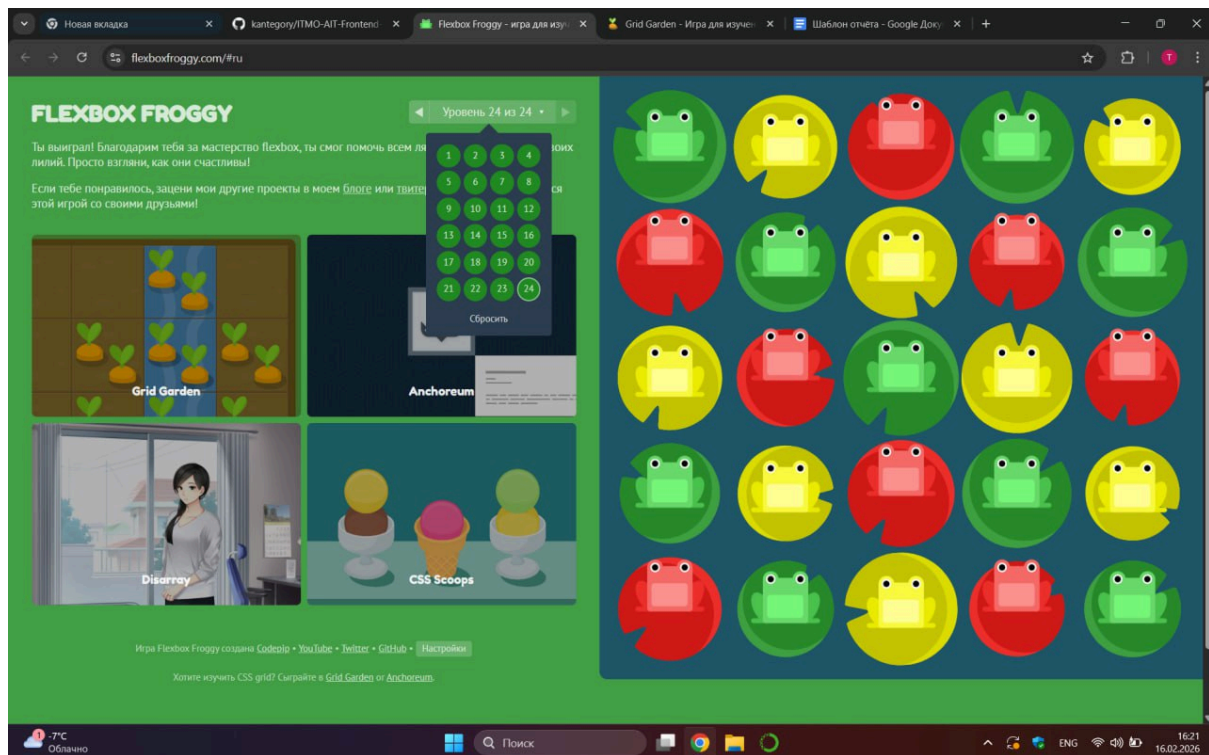 Новая вкладка
kantegory/ITMO-AIT-Frontend-
Flexbox Froggy - игра для изуч
Grid Garden - Игра для изучен
Шаблон отчёта - Google Доку
flexboxfroggy.com/#ru
T
FLEXBOX FROGGY
Уровень 24 из 24
Ты выиграл! Благодарим тебя за мастерство flexbox, ты смог помочь всем ля
воих
лилий. Просто взгляни, как они счастливы!
Если тебе понравилось, зацени мои другие проекты в моем блоге или твитe
ся
этой игрой со своими друзьями!
1 2 3 4
5 6 7 8
9 10 11 12
13 14 15 16
17 18 19 20
21 22 23 24
Сбросить
Grid Garden
Anchoreum
Disarray
CSS Scoops
Игра Flexbox Froggy создана Codepip • YouTube • Twitter • GitHub • Настройки
Хотите изучить CSS grid? Сыграйте в Grid Garden or Anchoreum.
1
-7°C
Облачно
Поиск
ENG
16:21
16.02.2026